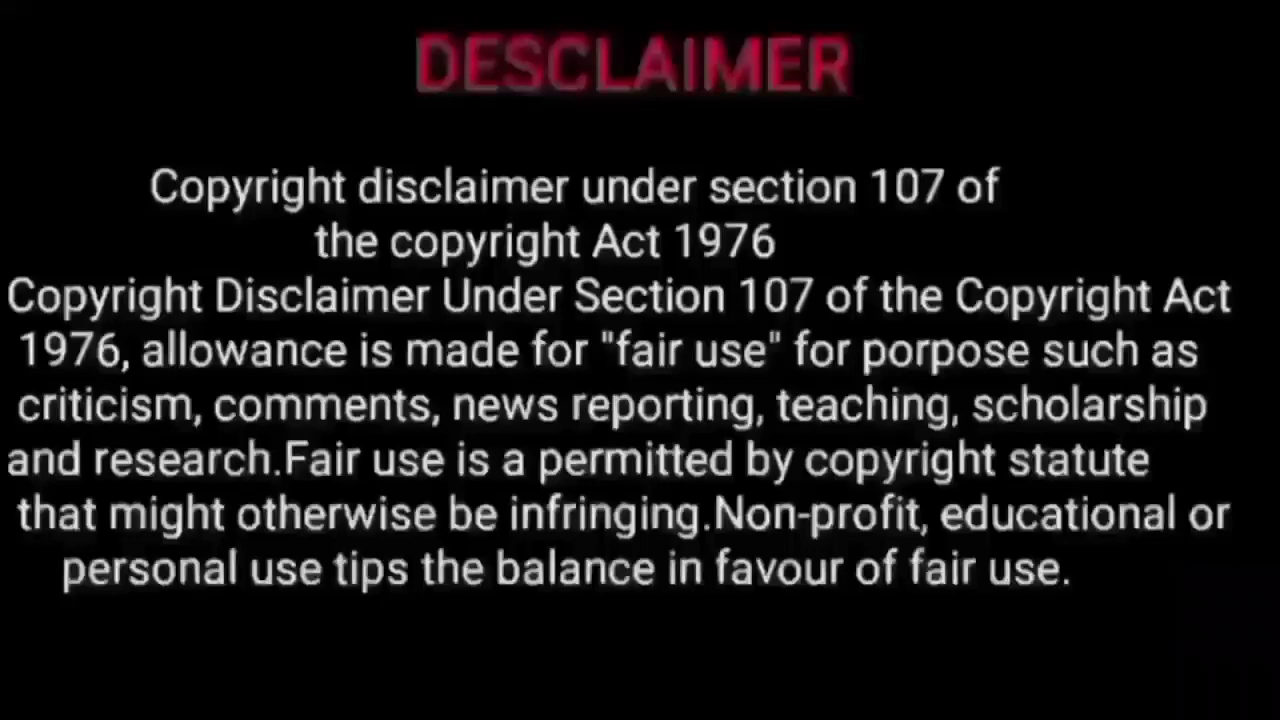 DESCLAIMER
Copyright disclaimer under section 107 of
the copyright Act 1976
Copyright Disclaimer Under Section 107 of the Copyright Act
1976, allowance is made for "fair use" for porpose such as
criticism, comments, news reporting, teaching, scholarship
and research.Fair use is a permitted by copyright statute
that might otherwise be infringing.Non-profit, educational or
personal use tips the balance in favour of fair use.